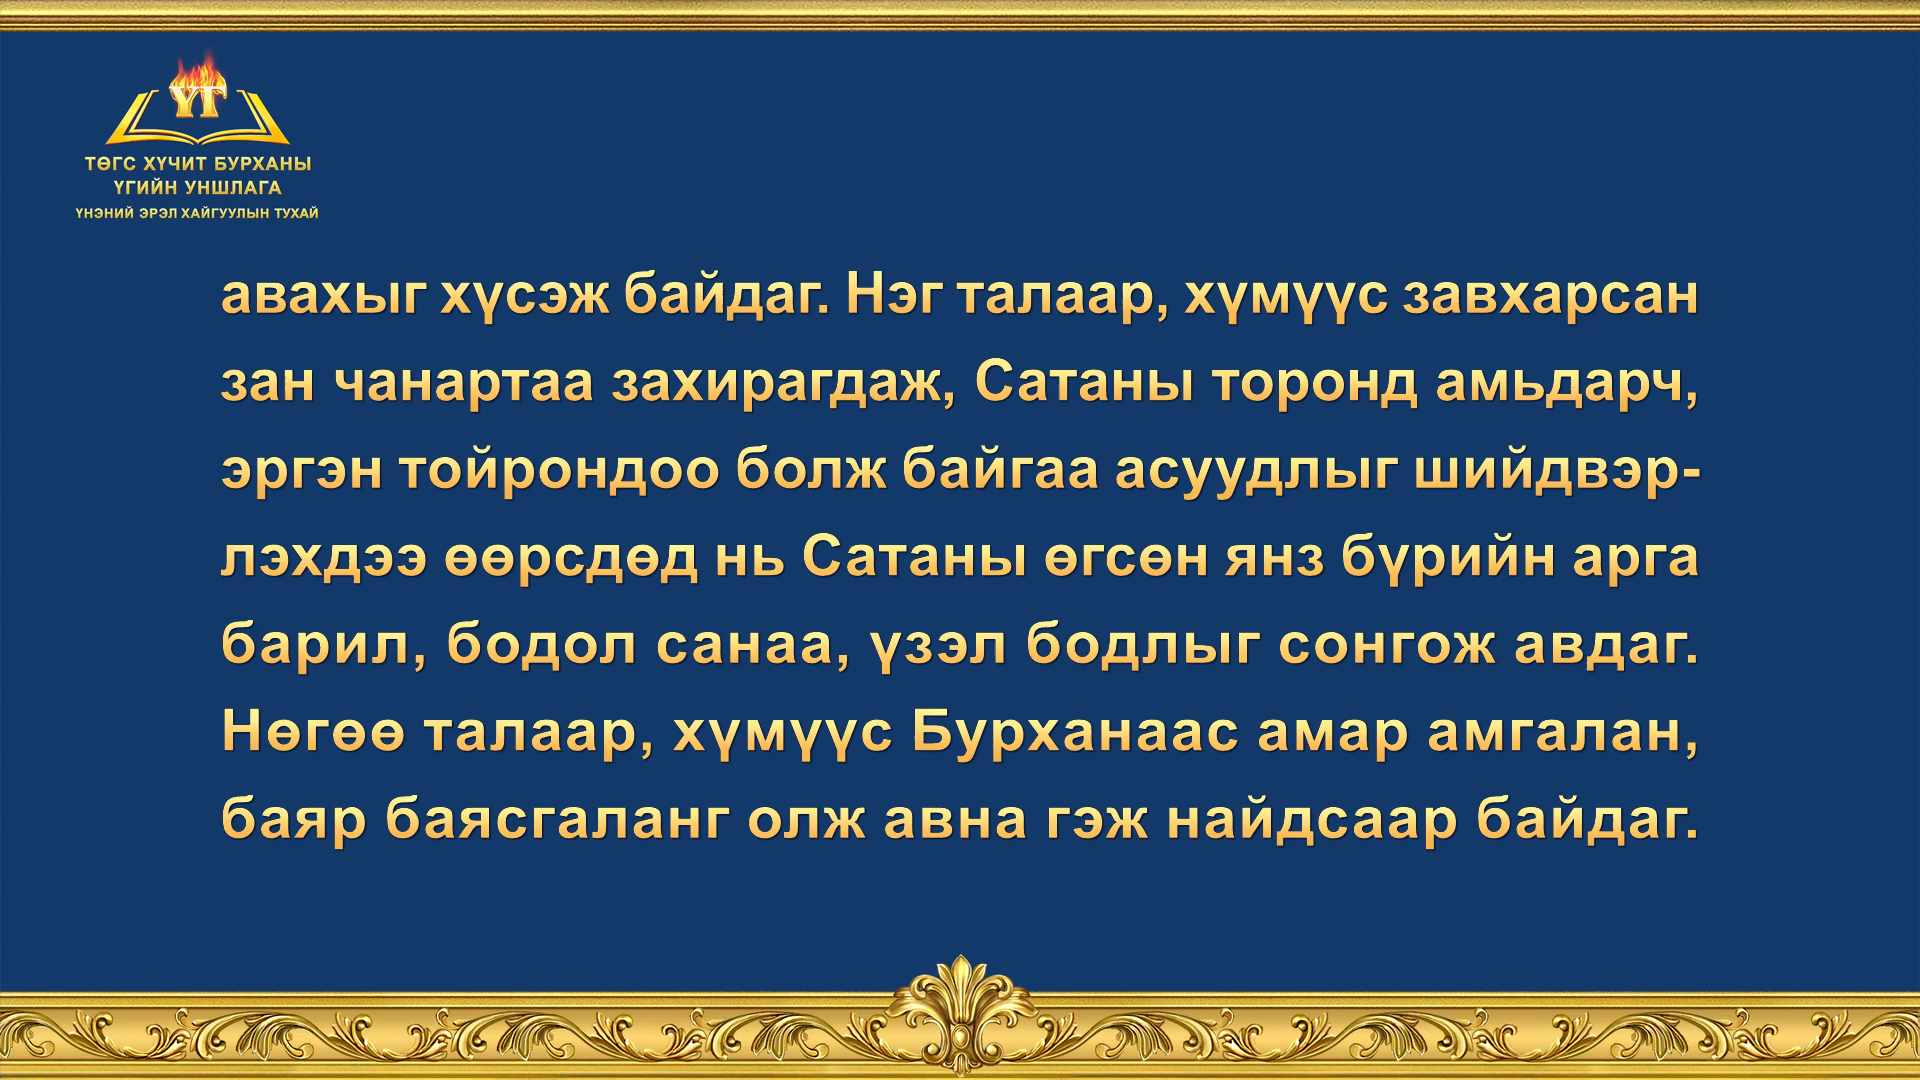 ҮГ
ТӨГС ХҮЧИТ БУРХАНЫ
ҮГИЙН УНШЛАГА
ҮНЭНИЙ ЭРЭЛ ХАЙГУУЛЫН ТУХАЙ
авахыг хүсэж байдаг. Нэг талаар, хүмүүс завхарсан
зан чанартаа захирагдаж, Сатаны торонд амьдарч,
эргэн тойрондоо болж байгаа асуудлыг шийдвэр-
лэхдээ өөрсдөд нь Сатаны өгсөн янз бүрийн арга
барил, бодол санаа, үзэл бодлыг сонгож авдаг.
Нөгөө талаар, хүмүүс Бурханаас амар амгалан,
баяр баясгаланг олж авна гэж найдсаар байдаг.